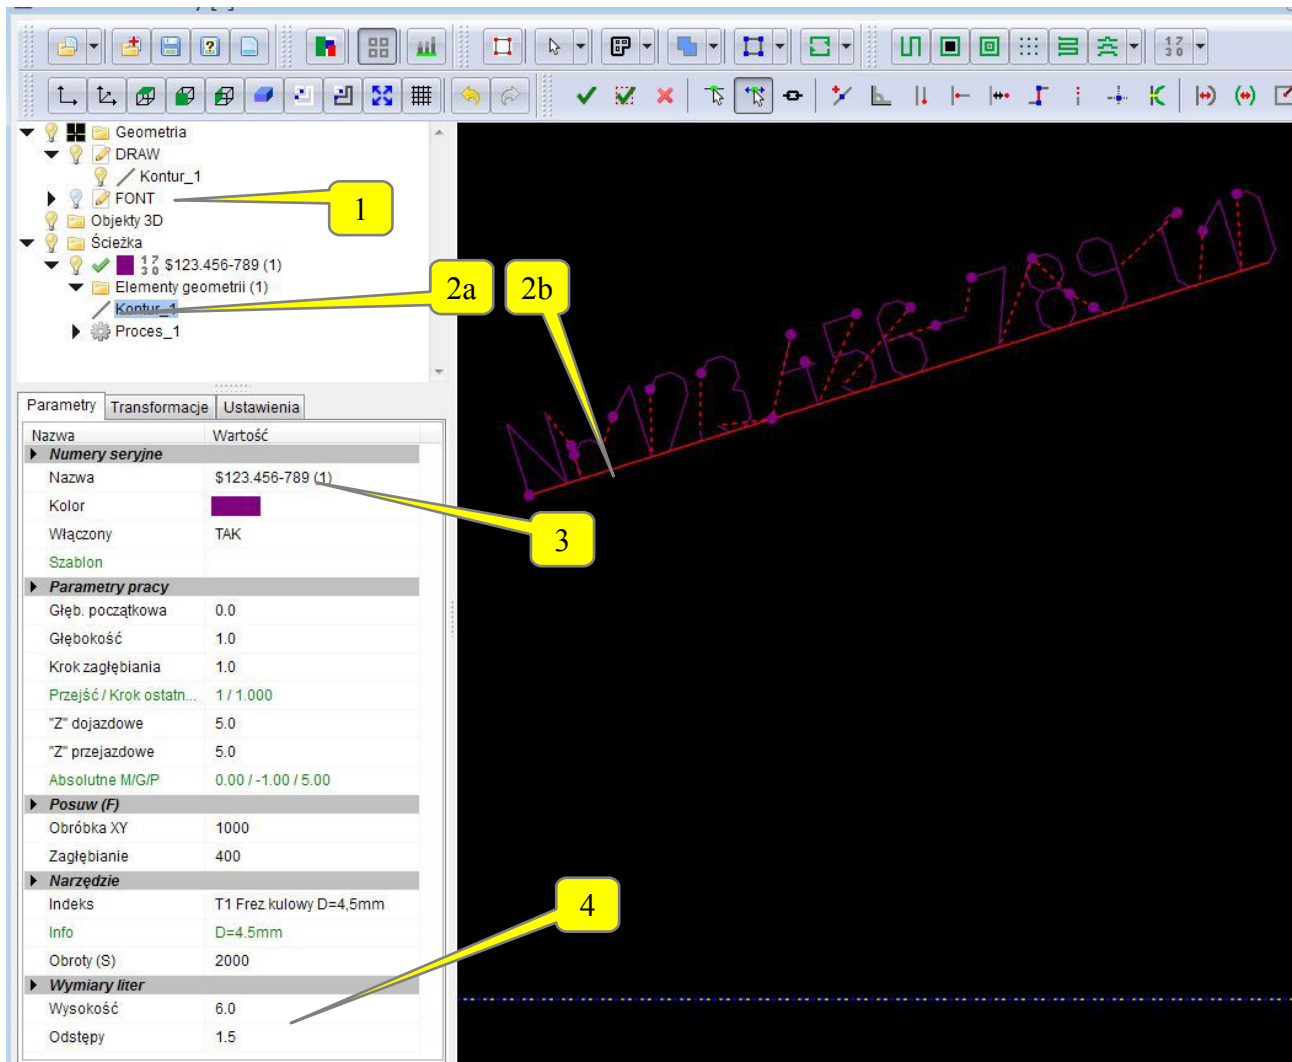 17
30
Geometria
DRAW
Kontur_1
FONT
1
Objekty 3D
Ścieżka
17
30 $123.456-789 (1)
Elementy geometrii (1)
2a
2b
Kontur_1
Proces_1
Parametry Transformacje Ustawienia
Nazwa Wartość
Numery seryjne
Nazwa $123.456-789 (1)
Kolor
3
Włączony TAK
Szablon
Parametry pracy
Głęb. początkowa 0.0
Głębokość 1.0
Krok zagłębiania 1.0
Przejść / Krok ostatn... 1 / 1.000
"Z" dojazdowe 5.0
"Z" przejazdowe 5.0
Absolutne M/G/P 0.00 / -1.00 / 5.00
Posuw (F)
Obróbka XY 1000
Zagłębianie 400
Narzędzie
Indeks T1 Frez kulowy D=4,5mm
4
Info D=4.5mm
Obroty (S) 2000
Wymiary liter
Wysokość 6.0
Odstępy 1.5